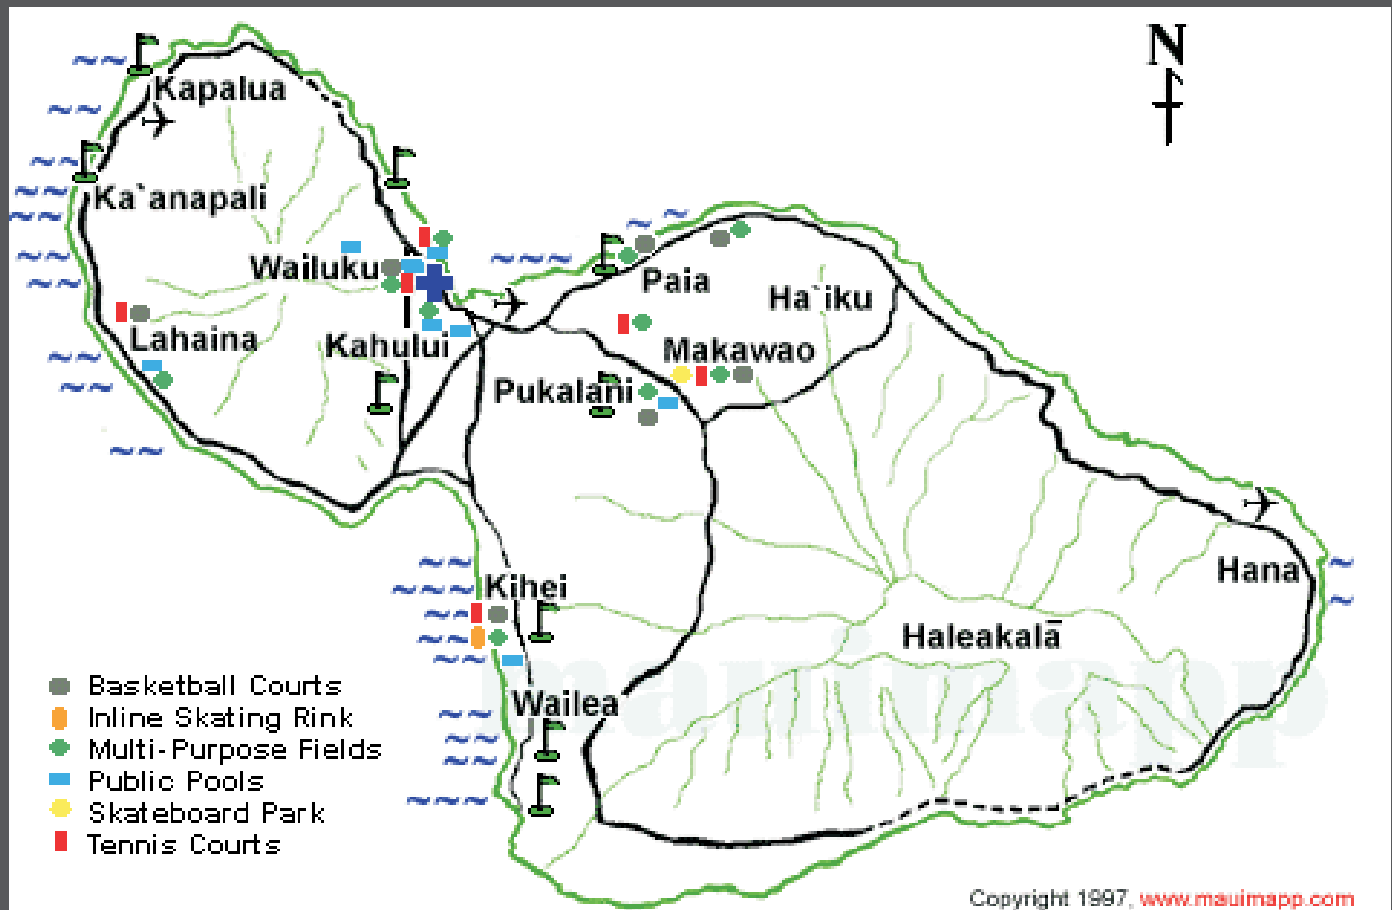 N
Kapalua
Ka`anapali
Wailuku
Paia
Ha`iku
Lahaina
Kahului
Makawao
Pukalani
Kihei
Hana
Haleakalā
Wailea
mauimapp
Basketball Courts
Inline Skating Rink
Multi-Purpose Fields
Public Pools
Skateboard Park
Tennis Courts
Copyright 1997, www.mauimapp.com